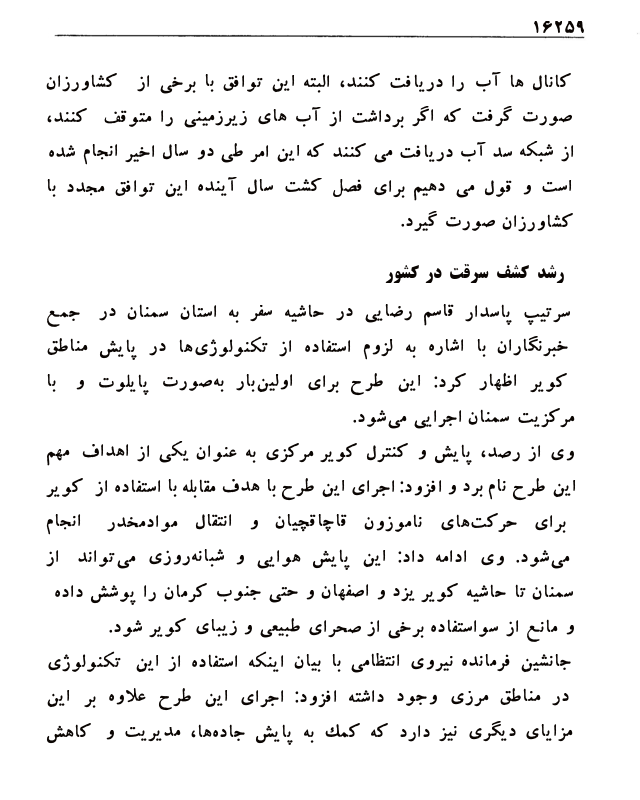 ۱۶۲۵۹
کانال ها آب را دریافت کنند، البته این توافق با برخی از کشاورزان
صورت گرفت که اگر برداشت از آب های زیرزمینی را متوقف کنند،
از شبکه سد آب دریافت می کنند که این امر طی دو سال اخیر انجام شده
است و قول می دهیم برای فصل کشت سال آینده این توافق مجدد با
کشاورزان صورت گیرد.
رشد کشف سرقت در کشور
سرتیپ پاسدار قاسم رضایی در حاشیه سفر به استان سمنان در جمع
خبرنگاران با اشاره به لزوم استفاده از تکنولوژی‌ها در پایش مناطق
کویر اظهار کرد: این طرح برای اولین‌بار به‌صورت پایلوت و با
مرکزیت سمنان اجرایی می‌شود.
وی از رصد، پایش و کنترل کویر مرکزی به عنوان یکی از اهداف مهم
این طرح نام برد و افزود: اجرای این طرح با هدف مقابله با استفاده از کویر
برای حرکت‌های ناموزون قاچاقچیان و انتقال موادمخدر انجام
می‌شود. وی ادامه داد: این پایش هوایی و شبانه‌روزی می‌تواند از
سمنان تا حاشیه کویر یزد و اصفهان و حتی جنوب کرمان را پوشش داده
و مانع از سواستفاده برخی از صحرای طبیعی و زیبای کویر شود.
جانشین فرمانده نیروی انتظامی با بیان اینکه استفاده از این تکنولوژی
در مناطق مرزی وجود داشته افزود: اجرای این طرح علاوه بر این
مزایای دیگری نیز دارد که کمك به پایش جاده‌ها، مدیریت و کاهش